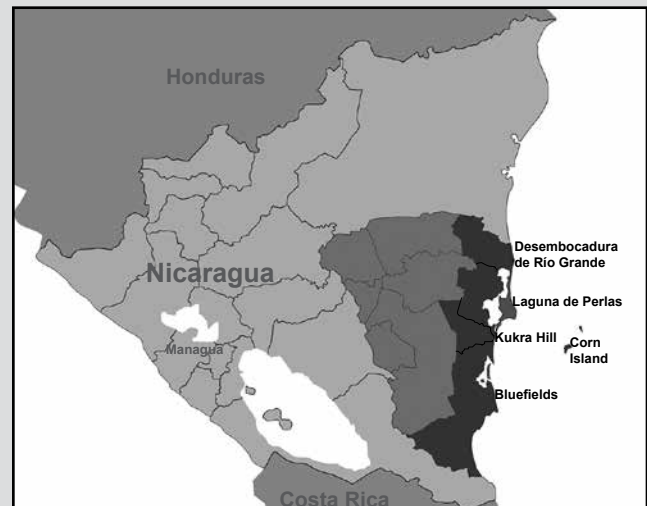 Honduras
Desembocadura
de Río Grande
Nicaragua
Laguna de Perlas
Kukra Hill
Corn
Island
Managua
Bluefields
Costa Rica